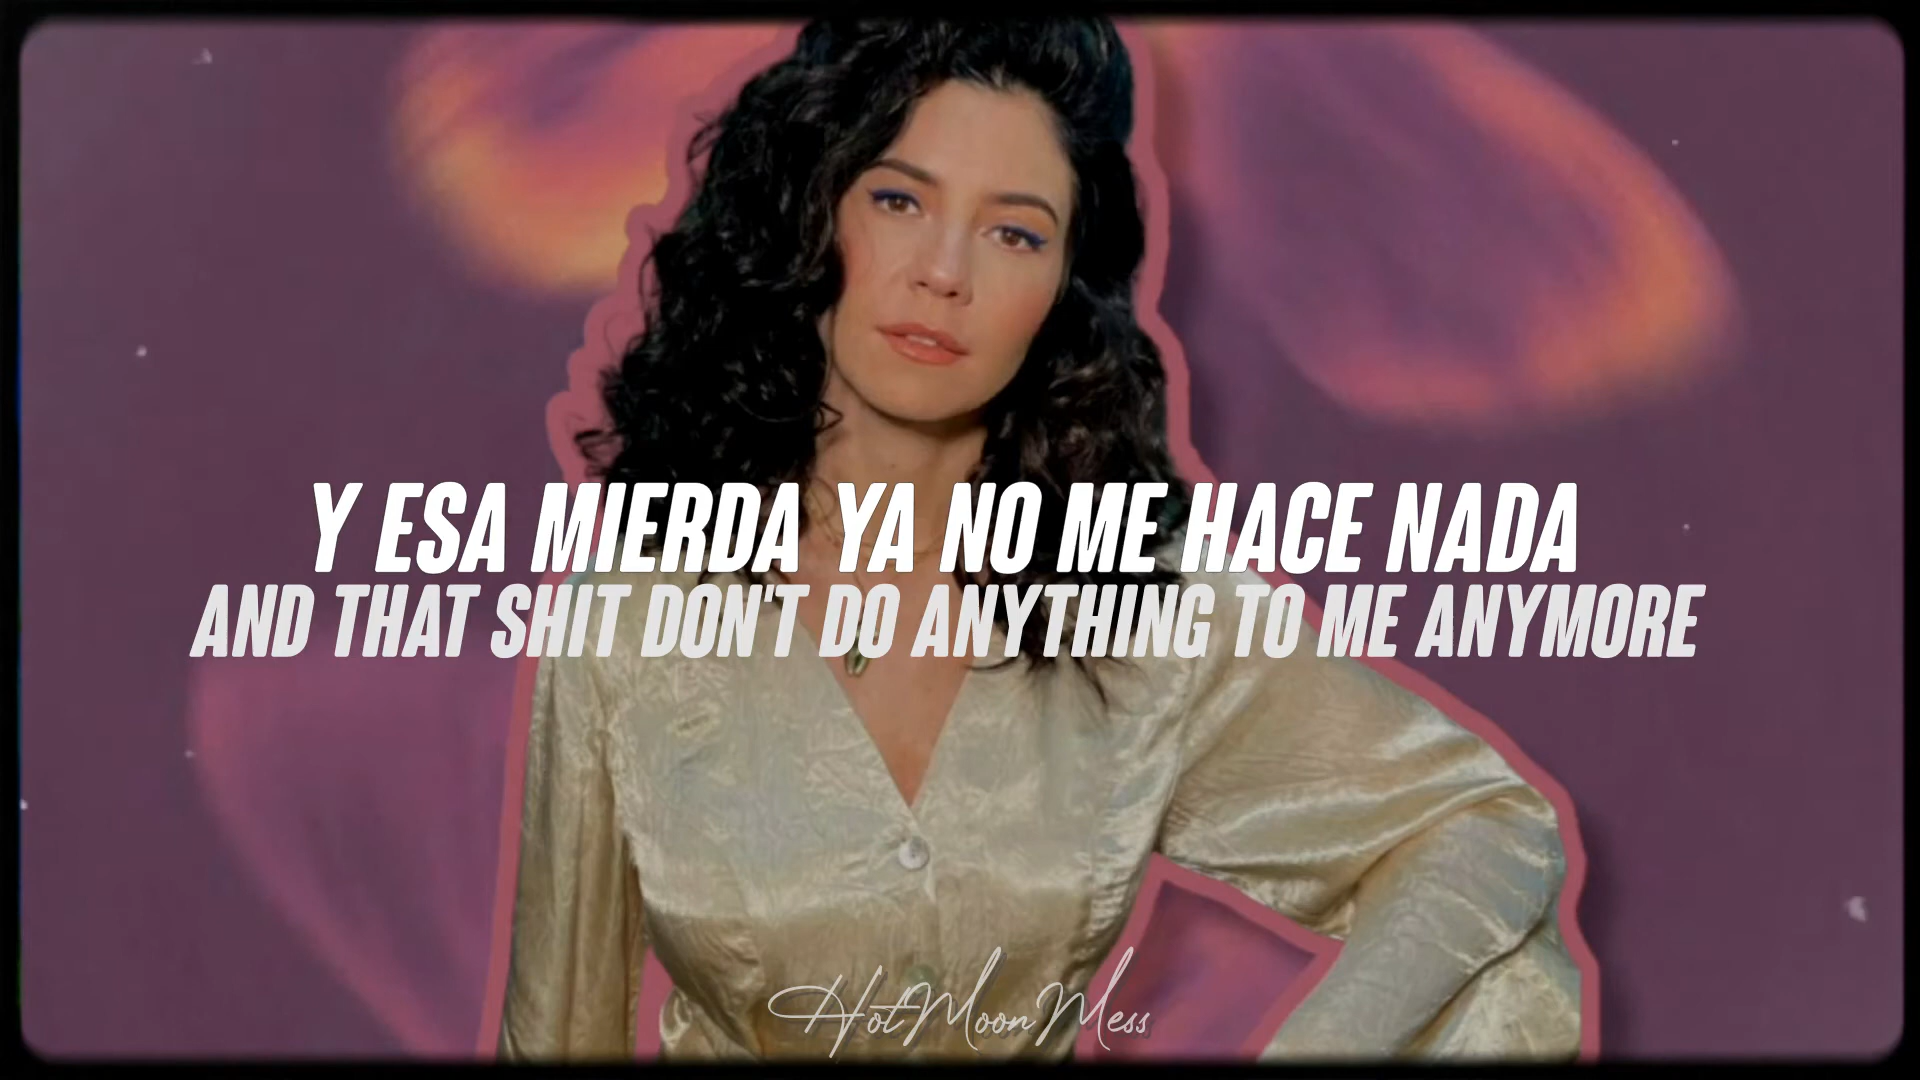 Y ESA MIERDA YA NO ME HACE NADA
AND THAT SHIT DON'T DO ANYTHING TO ME ANYMORE
HotMoonMess